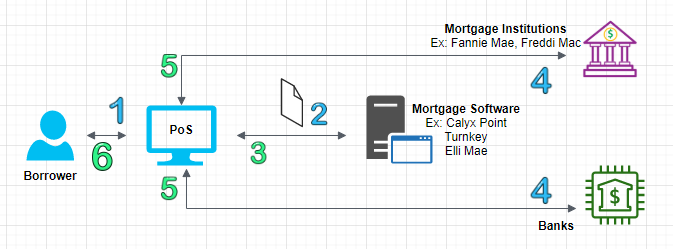 Mortgage Institutions
Ex: Fannie Mae, Freddi Mac
$
5
4
1
PoS
2
Mortgage Software
Ex: Calyx Point
Turnkey
Elli Mae
6
3
Borrower
5
4
$
Banks